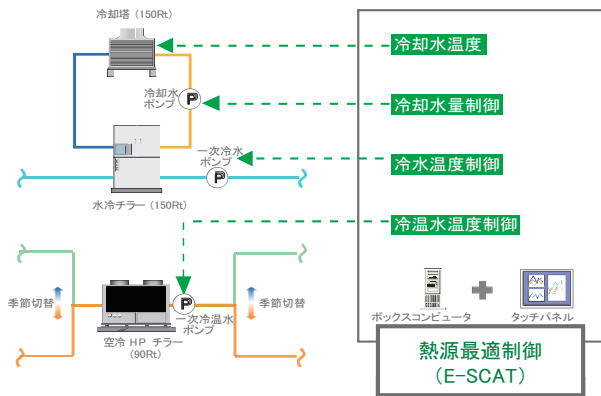 冷却塔 (150Rt)
冷却水温度
冷却水
ポンプ
P
冷却水量制御
一次冷水
ポンプ
P
冷水温度制御
水冷チラー (150Rt)
冷温水温度制御
季節切替
P
季節切替
一次冷温水
ポンプ
空冷 HP チラー
(90Rt)
ボックスコンピュータ
タッチパネル
熱源最適制御
(E-SCAT)